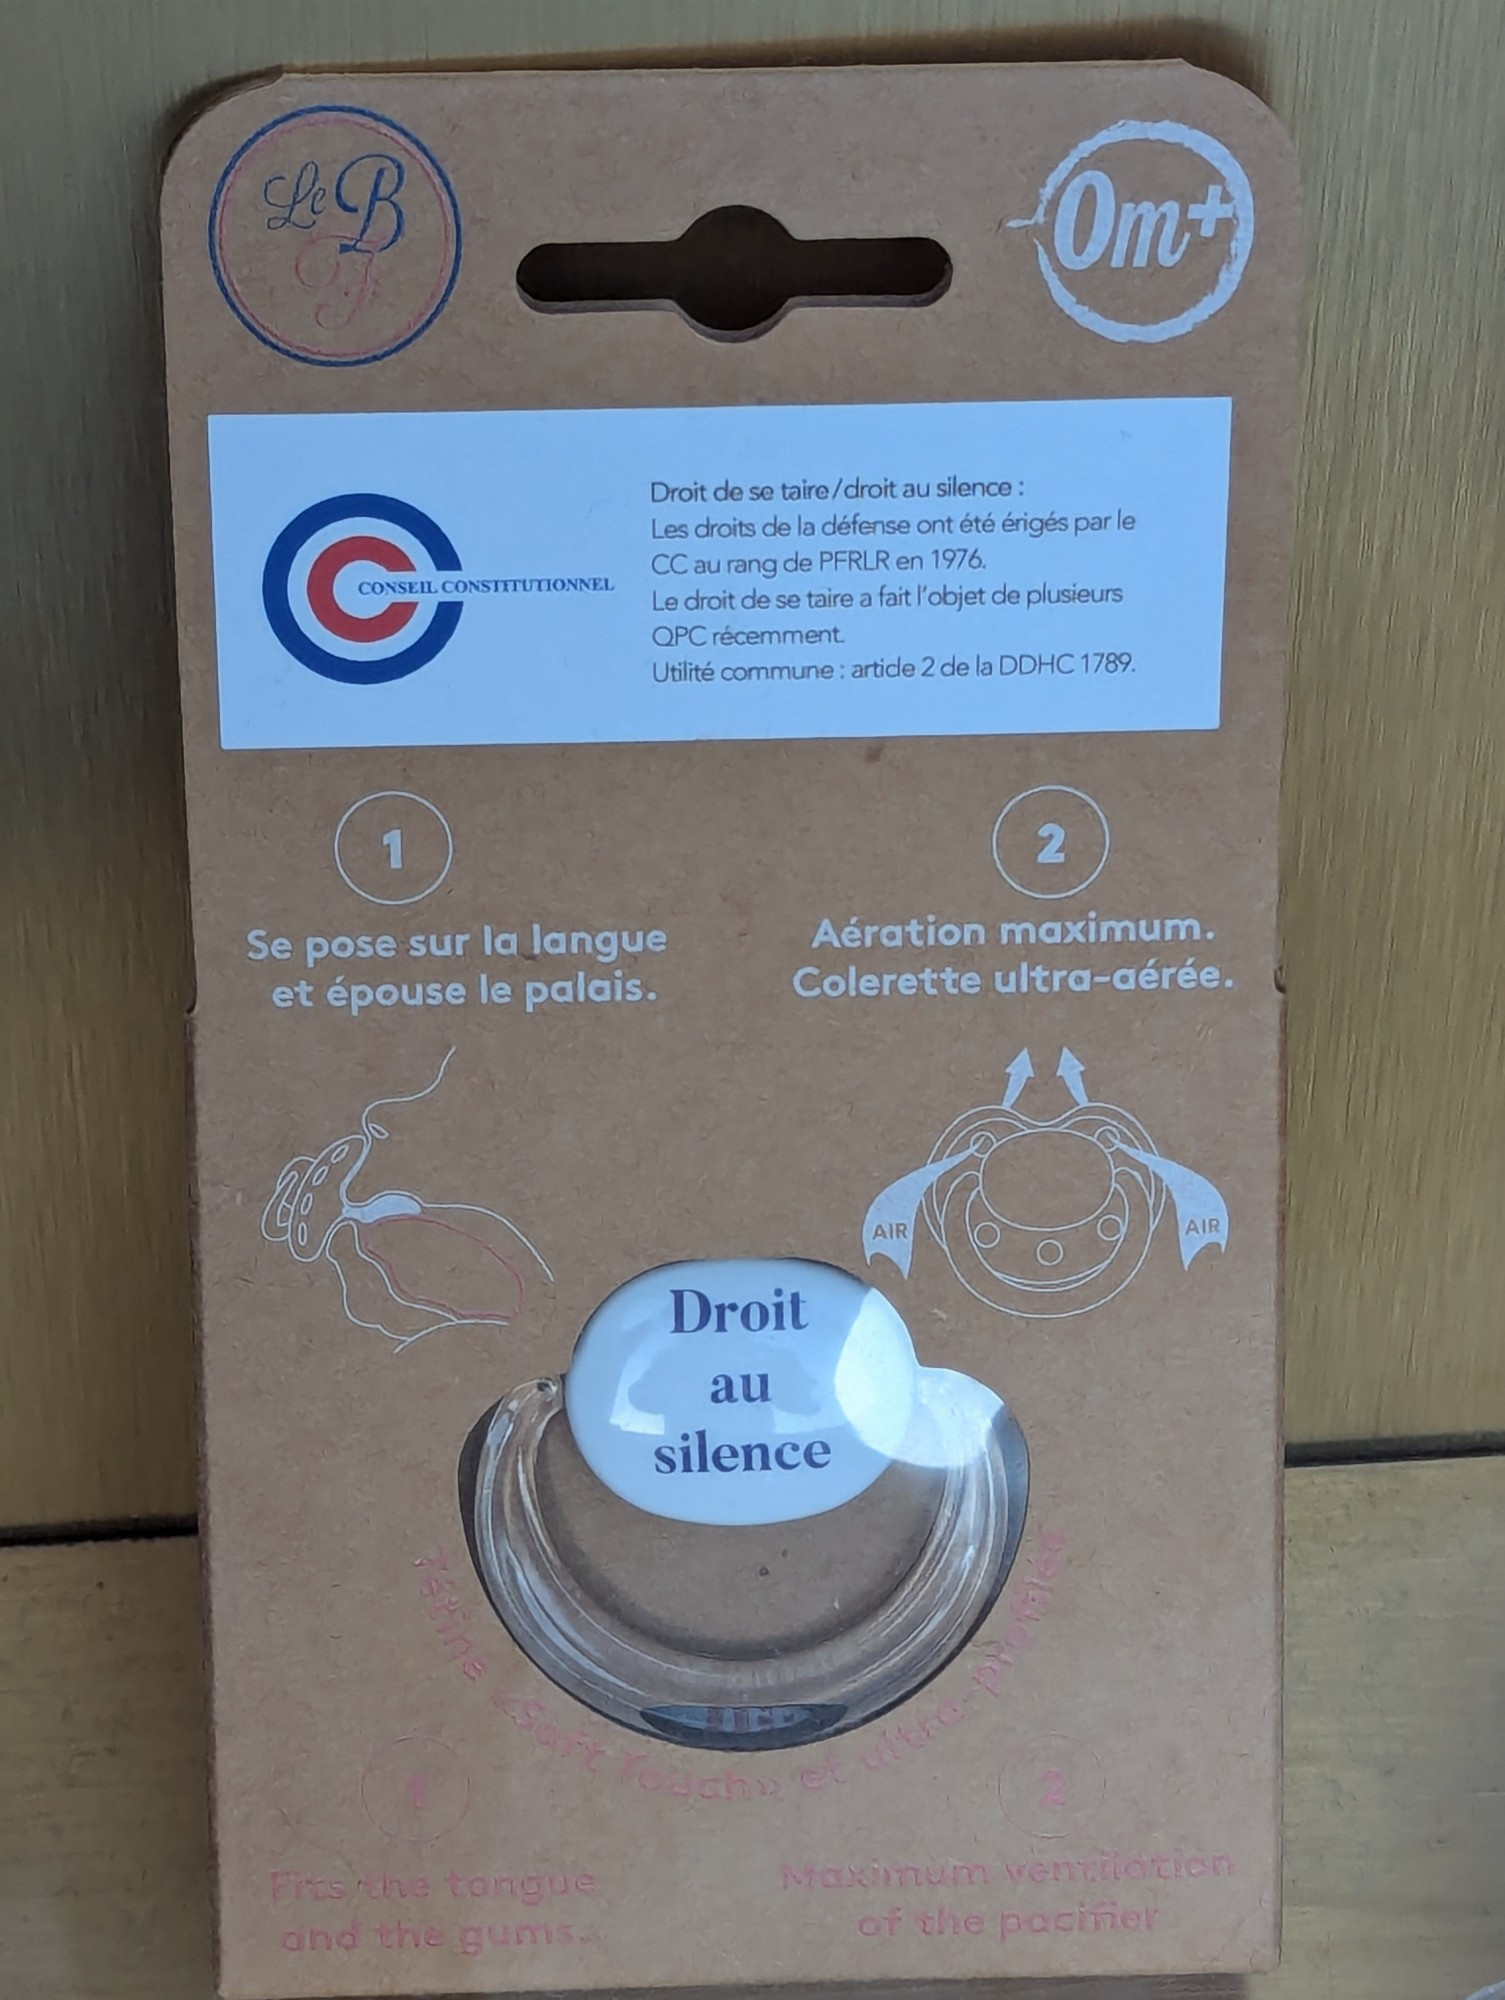 Le B
0m+
CONSEIL CONSTITUTIONNEL
Droit de se taire/droit au silence :
Les droits de la défense ont été érigés par le
CC au rang de PFRLR en 1976.
Le droit de se taire a fait l'objet de plusieurs
QPC récemment.
Utilité commune : article 2 de la DDHC 1789.
1
Se pose sur la langue
et épouse le palais.
2
Aération maximum.
Colerette ultra-aérée.
AIR
AIR
Droit
au
silence
Tétine «Soft Touch» et ultra-
1
Fits the tongue
and the gums.
2
Maximum ventilation
of the pacifier